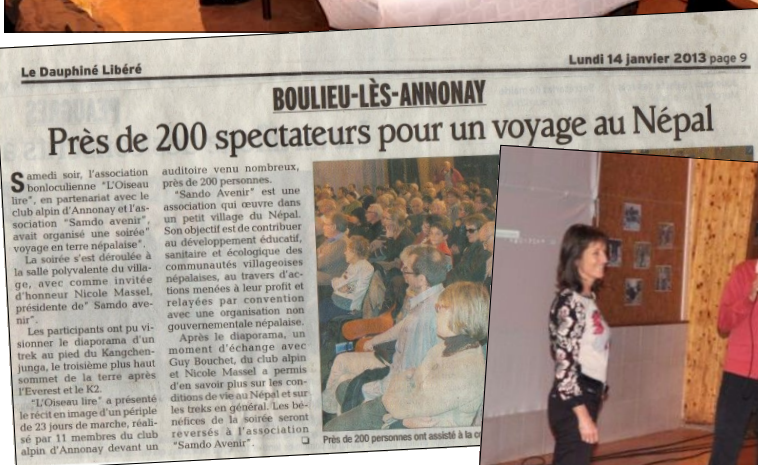 Le Dauphiné Libéré
Lundi 14 janvier 2013 page 9
BOULIEU-LÈS-ANNONAY
Près de 200 spectateurs pour un voyage au Népal
Samedi soir, l'association
bonloculienne "L'Oiseau
lire", en partenariat avec le
club alpin d'Annonay et l'as-
sociation "Samdo avenir",
avait organisé une soirée"
voyage en terre népalaise".
La soirée s'est déroulée à
la salle polyvalente du villa-
ge, avec comme invitée
d'honneur Nicole Massel,
présidente de" Samdo ave-
nir".
Les participants ont pu vi-
sionner le diaporama d'un
trek au pied du Kangchen-
junga, le troisième plus haut
sommet de la terre après
l'Everest et le K2.
"L'Oiseau lire" a présenté
le récit en image d'un périple
de 23 jours de marche, réali-
sé par 11 membres du club
alpin d'Annonay devant un
auditoire venu nombreux,
près de 200 personnes.
"Sando Avenir" est une
association qui œuvre dans
un petit village du Népal.
Son objectif est de contribuer
au développement éducatif,
sanitaire et écologique des
communautés villageoises
népalaises, au travers d'ac-
tions menées à leur profit et
relayées par convention
avec une organisation non
gouvernementale népalaise.
Après le diaporama, un
moment d'échange avec
Guy Bouchet, du club alpin
et Nicole Massel a permis
d'en savoir plus sur les con-
ditions de vie au Népal et sur
les treks en général. Les bé-
néfices de la soirée seront
reversés à l'association
"Samdo Avenir".
Près de 200 personnes ont assisté à la